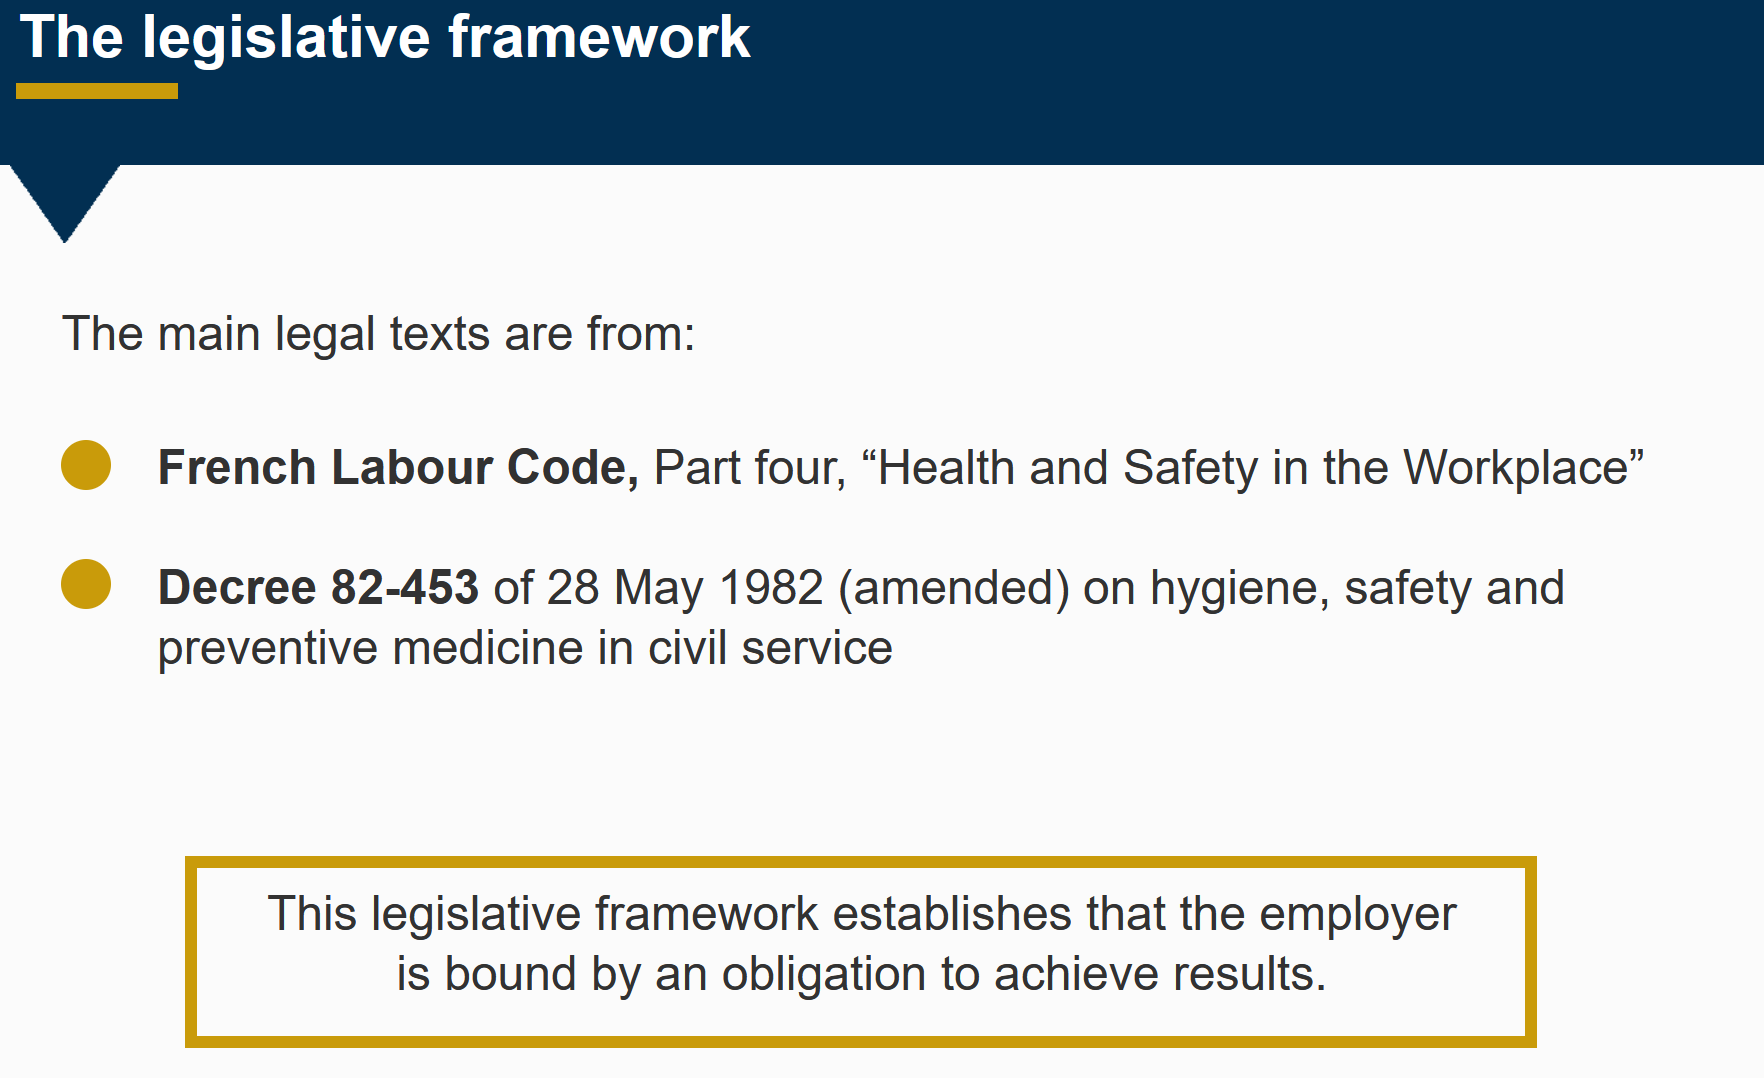 The legislative framework
The main legal texts are from:
French Labour Code, Part four, “Health and Safety in the Workplace”
Decree 82-453 of 28 May 1982 (amended) on hygiene, safety and
preventive medicine in civil service
This legislative framework establishes that the employer
is bound by an obligation to achieve results.